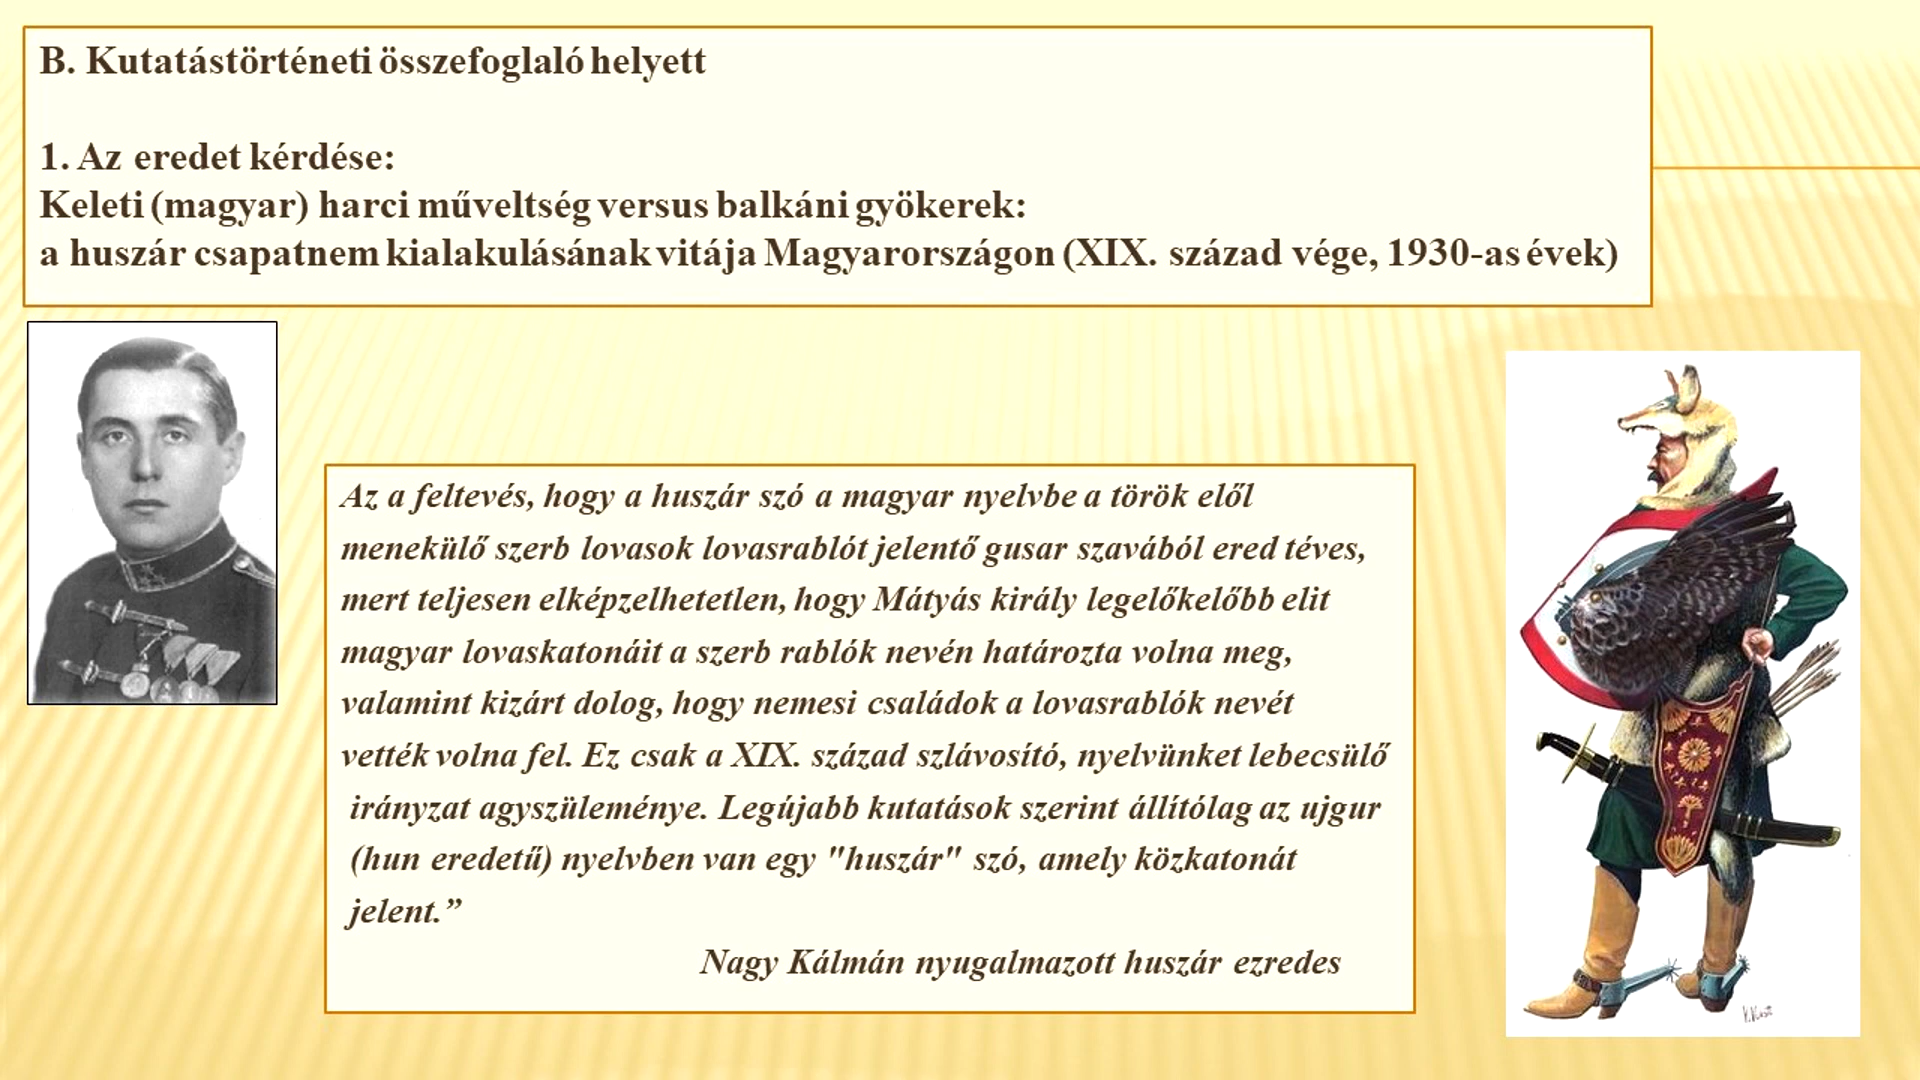 B. Kutatástörténeti összefoglaló helyett
1. Az eredet kérdése:
Keleti (magyar) harci műveltség versus balkáni gyökerek:
a huszár csapatnem kialakulásának vitája Magyarországon (XIX. század vége, 1930-as évek)
Az a feltevés, hogy a huszár szó a magyar nyelvbe a török elől
menekülő szerb lovasok lovasrablót jelentő gusar szavából ered téves,
mert teljesen elképzelhetetlen, hogy Mátyás király legelőkelőbb elit
magyar lovaskatonáit a szerb rablók nevén határozta volna meg,
valamint kizárt dolog, hogy nemesi családok a lovasrablók nevét
vették volna fel. Ez csak a XIX. század szlávosító, nyelvünket lebecsülő
irányzat agyszüleménye. Legújabb kutatások szerint állítólag az ujgur
(hun eredetű) nyelvben van egy "huszár" szó, amely közkatonát
jelent.”
Nagy Kálmán nyugalmazott huszár ezredes